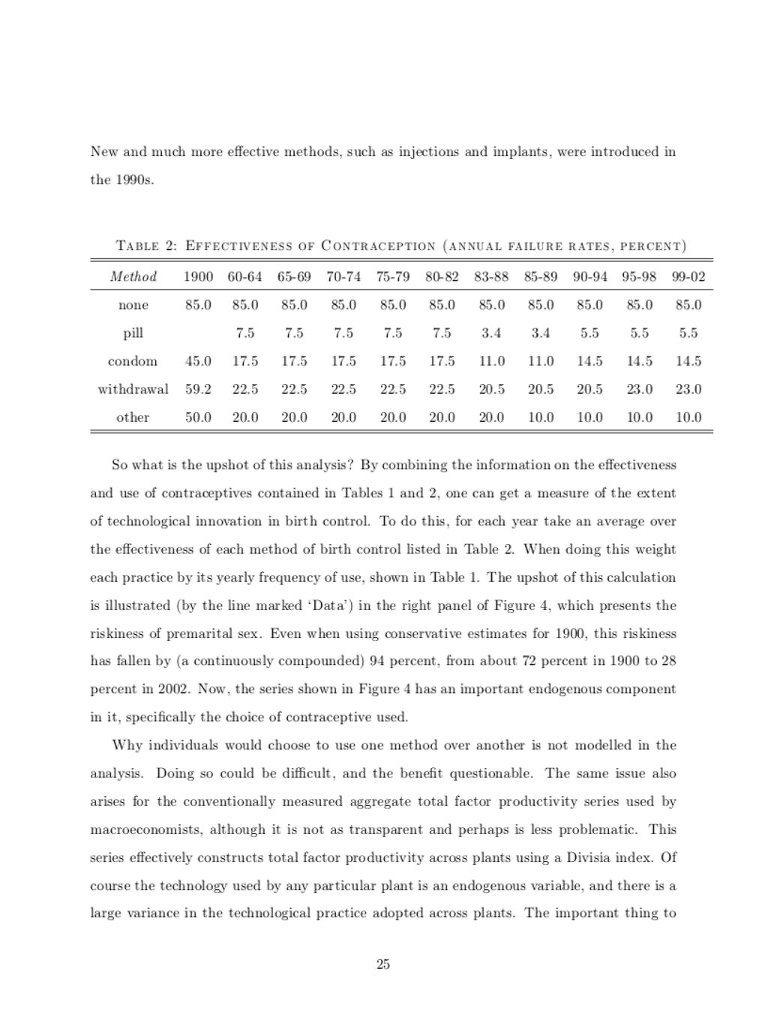 New and much more effective methods, such as injections and implants, were introduced in
the 1990s.
Table 2: Effectiveness of Contraception (annual failure rates, percent)
Method 1900 60-64 65-69 70-74 75-79 80-82 83-88 85-89 90-94 95-98 99-02
none 85.0 85.0 85.0 85.0 85.0 85.0 85.0 85.0 85.0 85.0 85.0
pill 7.5 7.5 7.5 7.5 7.5 3.4 3.4 5.5 5.5 5.5
condom 45.0 17.5 17.5 17.5 17.5 17.5 11.0 11.0 14.5 14.5 14.5
withdrawal 59.2 22.5 22.5 22.5 22.5 22.5 20.5 20.5 20.5 23.0 23.0
other 50.0 20.0 20.0 20.0 20.0 20.0 20.0 10.0 10.0 10.0 10.0
So what is the upshot of this analysis? By combining the information on the effectiveness
and use of contraceptives contained in Tables 1 and 2, one can get a measure of the extent
of technological innovation in birth control. To do this, for each year take an average over
the effectiveness of each method of birth control listed in Table 2. When doing this weight
each practice by its yearly frequency of use, shown in Table 1. The upshot of this calculation
is illustrated (by the line marked ‘Data’) in the right panel of Figure 4, which presents the
riskiness of premarital sex. Even when using conservative estimates for 1900, this riskiness
has fallen by (a continuously compounded) 94 percent, from about 72 percent in 1900 to 28
percent in 2002. Now, the series shown in Figure 4 has an important endogenous component
in it, specifically the choice of contraceptive used.
Why individuals would choose to use one method over another is not modelled in the
analysis. Doing so could be difficult, and the benefit questionable. The same issue also
arises for the conventionally measured aggregate total factor productivity series used by
macroeconomists, although it is not as transparent and perhaps is less problematic. This
series effectively constructs total factor productivity across plants using a Divisia index. Of
course the technology used by any particular plant is an endogenous variable, and there is a
large variance in the technological practice adopted across plants. The important thing to
25